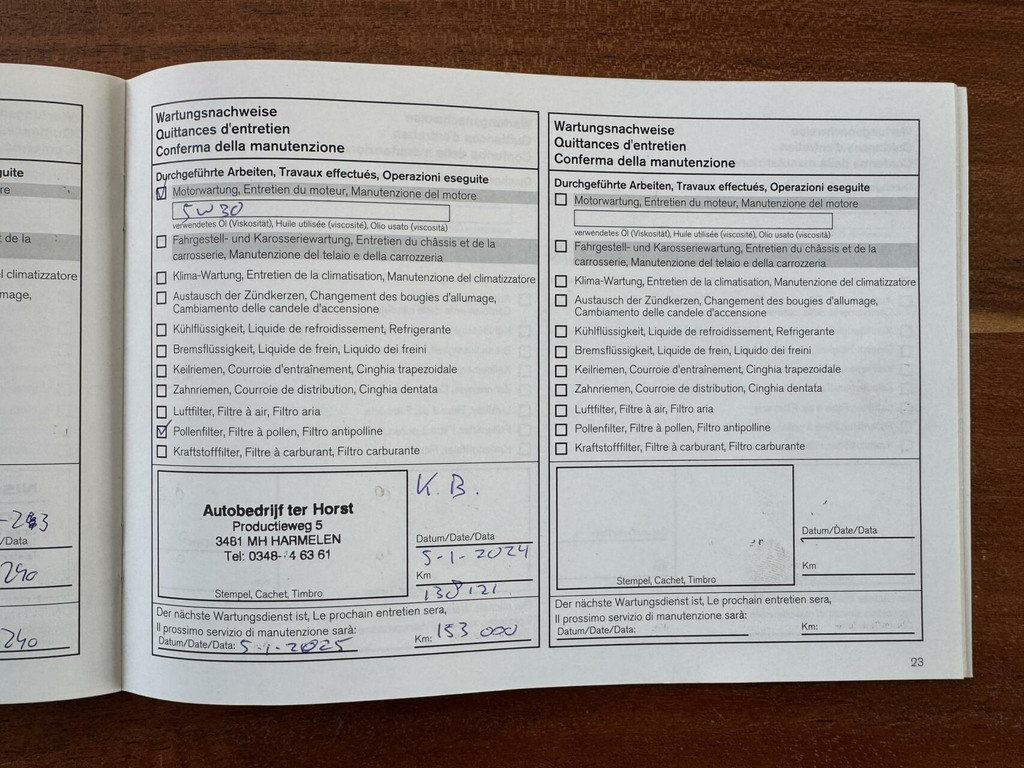 guite
re
t de la
l climatizzatore
mage,
/Data
240
240
Wartungsnachweise
Quittances d'entretien
Conferma della manutenzione
Durchgeführte Arbeiten, Travaux effectués, Operazioni eseguite
Motorwartung, Entretien du moteur, Manutenzione del motore
5W30
verwendetes Öl (Viskosität), Huile utilisée (viscosité), Olio usato (viscosità)
Fahrgestell- und Karosseriewartung, Entretien du châssis et de la
carrosserie, Manutenzione del telaio e della carrozzeria
Klima-Wartung, Entretien de la climatisation, Manutenzione del climatizzatore
Austausch der Zündkerzen, Changement des bougies d'allumage,
Cambiamento delle candele d'accensione
Kühlflüssigkeit, Liquide de refroidissement, Refrigerante
Bremsflüssigkeit, Liquide de frein, Liquido dei freini
Keilriemen, Courroie d'entraînement, Cinghia trapezoidale
Zahnriemen, Courroie de distribution, Cinghia dentata
Luftfilter, Filtre à air, Filtro aria
Pollenfilter, Filtre à pollen, Filtro antipolline
Kraftstofffilter, Filtre à carburant, Filtro carburante
Autobedrijf ter Horst
Productieweg 5
3481 MH HARMELEN
Tel: 0348- 4 63 61
Stempel, Cachet, Timbro
K.B.
Datum/Date/Data
5-1-2024
Km
138121
Der nächste Wartungsdienst ist, Le prochain entretien sera,
Il prossimo servizio di manutenzione sarà:
Datum/Date/Data: 5-1-2025 Km: 153 000
Wartungsnachweise
Quittances d'entretien
Conferma della manutenzione
Durchgeführte Arbeiten, Travaux effectués, Operazioni eseguite
Motorwartung, Entretien du moteur, Manutenzione del motore
verwendetes Öl (Viskosität), Huile utilisée (viscosité), Olio usato (viscosità)
Fahrgestell- und Karosseriewartung, Entretien du châssis et de la
carrosserie, Manutenzione del telaio e della carrozzeria
Klima-Wartung, Entretien de la climatisation, Manutenzione del climatizzatore
Austausch der Zündkerzen, Changement des bougies d'allumage,
Cambiamento delle candele d'accensione
Kühlflüssigkeit, Liquide de refroidissement, Refrigerante
Bremsflüssigkeit, Liquide de frein, Liquido dei freini
Keilriemen, Courroie d'entraînement, Cinghia trapezoidale
Zahnriemen, Courroie de distribution, Cinghia dentata
Luftfilter, Filtre à air, Filtro aria
Pollenfilter, Filtre à pollen, Filtro antipolline
Kraftstofffilter, Filtre à carburant, Filtro carburante
Stempel, Cachet, Timbro
Datum/Date/Data
Km
Der nächste Wartungsdienst ist, Le prochain entretien sera,
Il prossimo servizio di manutenzione sarà:
Datum/Date/Data: Km:
23